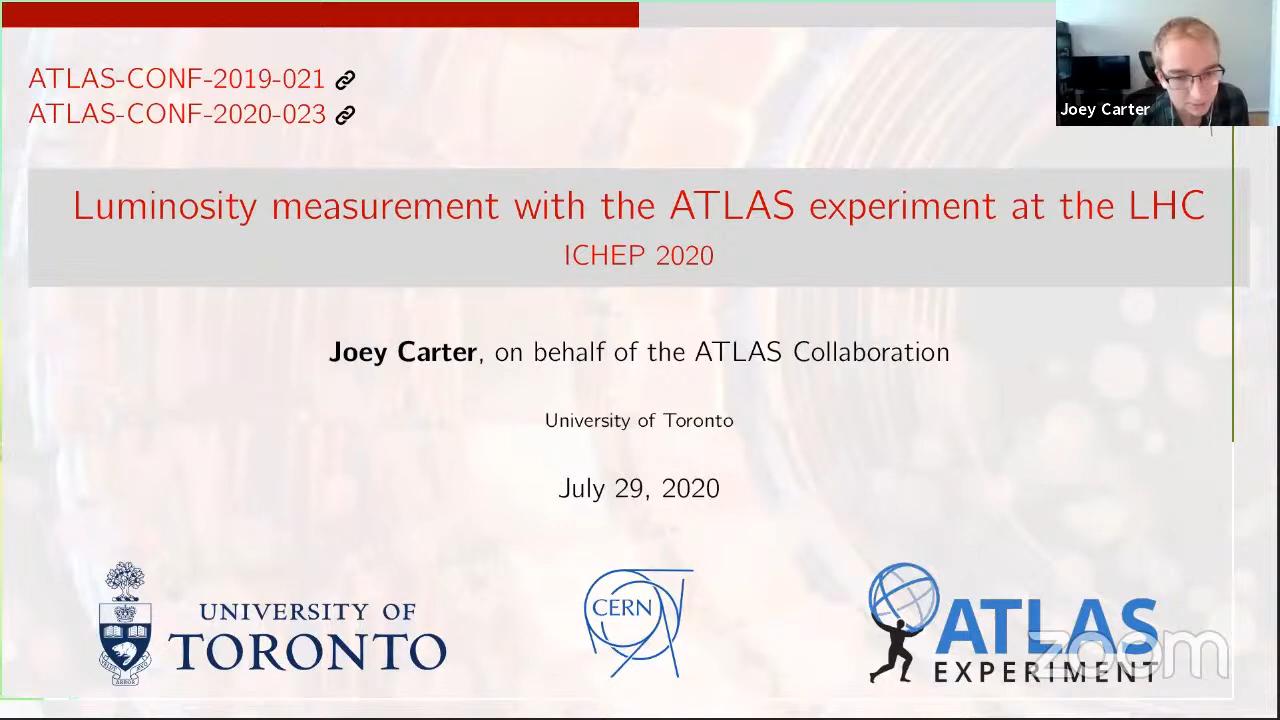 ATLAS-CONF-2019-021
ATLAS-CONF-2020-023
Joey Carter
Luminosity measurement with the ATLAS experiment at the LHC
ICHEP 2020
Joey Carter, on behalf of the ATLAS Collaboration
University of Toronto
July 29, 2020
UNIVERSITY OF
TORONTO
CERN
ATLAS
EXPERIMENT
zoom